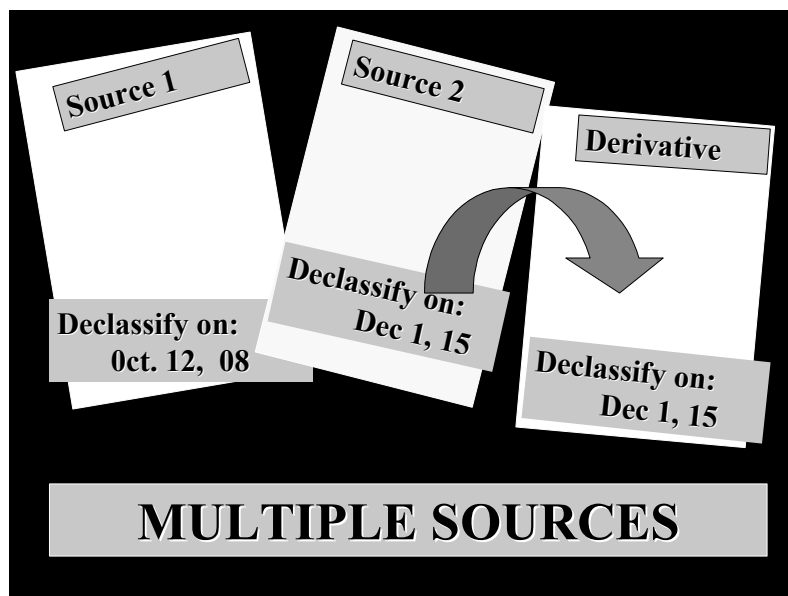 Source 1
Declassify on:
0ct. 12,  08
Source 2
Declassify on:
Dec 1, 15
Derivative
Declassify on:
Dec 1, 15
MULTIPLE SOURCES